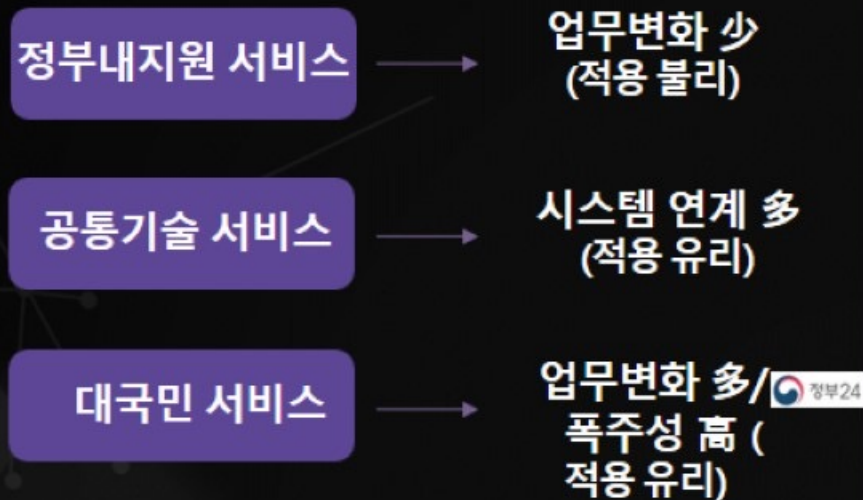 정부내지원 서비스
업무변화 少
(적용 불리)
공통기술 서비스
시스템 연계 多
(적용 유리)
대국민 서비스
업무변화 多/
정부24
폭주성 高 (
적용 유리)